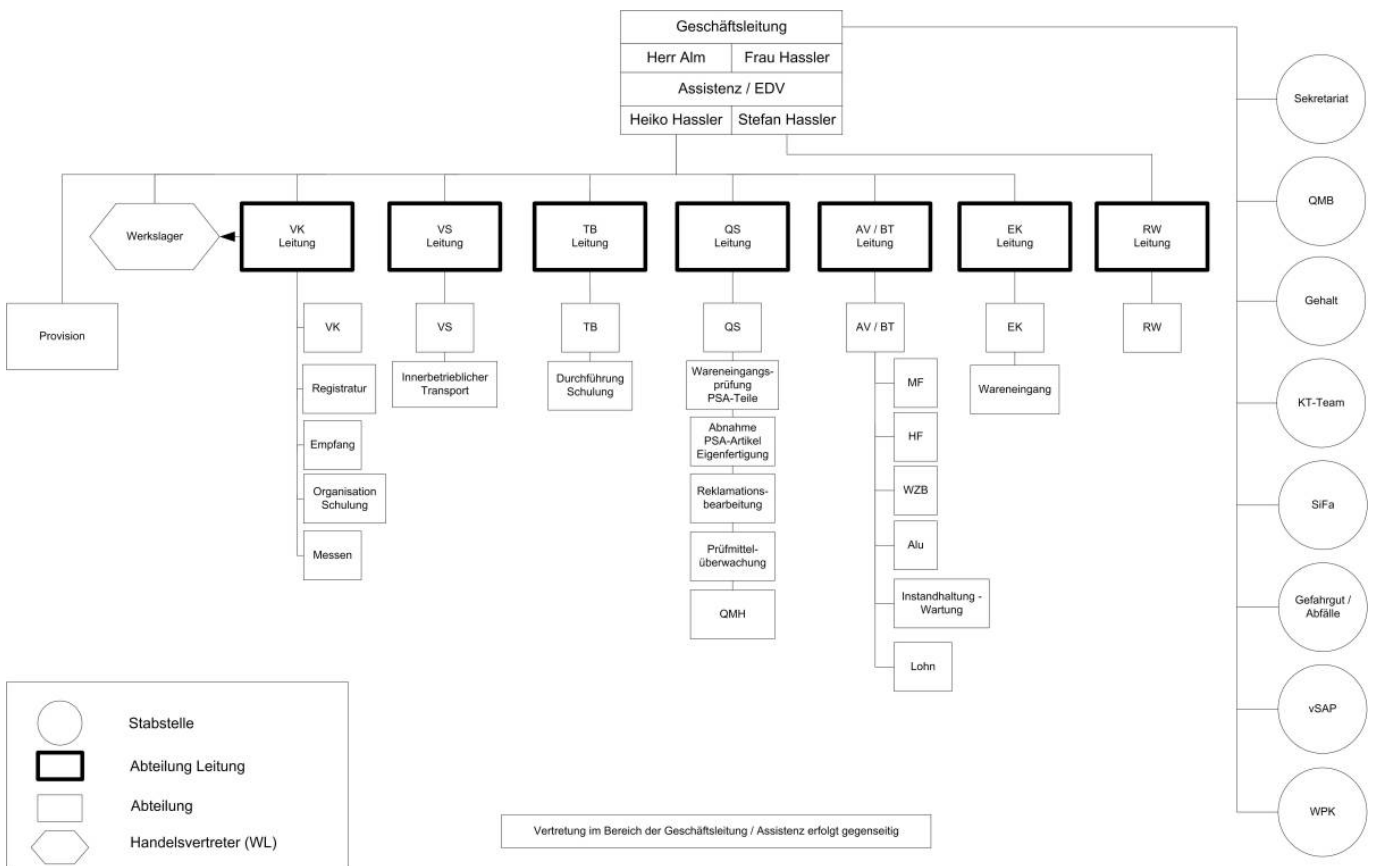 Geschäftsleitung
Herr Alm
Frau Hassler
Assistenz / EDV
Heiko Hassler
Stefan Hassler
Werkslager
VK
Leitung
VS
Leitung
TB
Leitung
QS
Leitung
AV / BT
Leitung
EK
Leitung
RW
Leitung
Provision
VK
Registratur
Empfang
Organisation
Schulung
Messen
VS
Innerbetrieblicher
Transport
TB
Durchführung
Schulung
QS
Wareneingangs-
prüfung
PSA-Teile
Abnahme
PSA-Artikel
Eigenfertigung
Reklamations-
bearbeitung
Prüfmittel-
überwachung
QMH
AV / BT
MF
HF
WZB
Alu
Instandhaltung -
Wartung
Lohn
EK
Wareneingang
RW
Sekretariat
QMB
Gehalt
KT-Team
SiFa
Gefahrgut /
Abfälle
vSAP
WPK
Stabstelle
Abteilung Leitung
Abteilung
Handelsvertreter (WL)
Vertretung im Bereich der Geschäftsleitung / Assistenz erfolgt gegenseitig